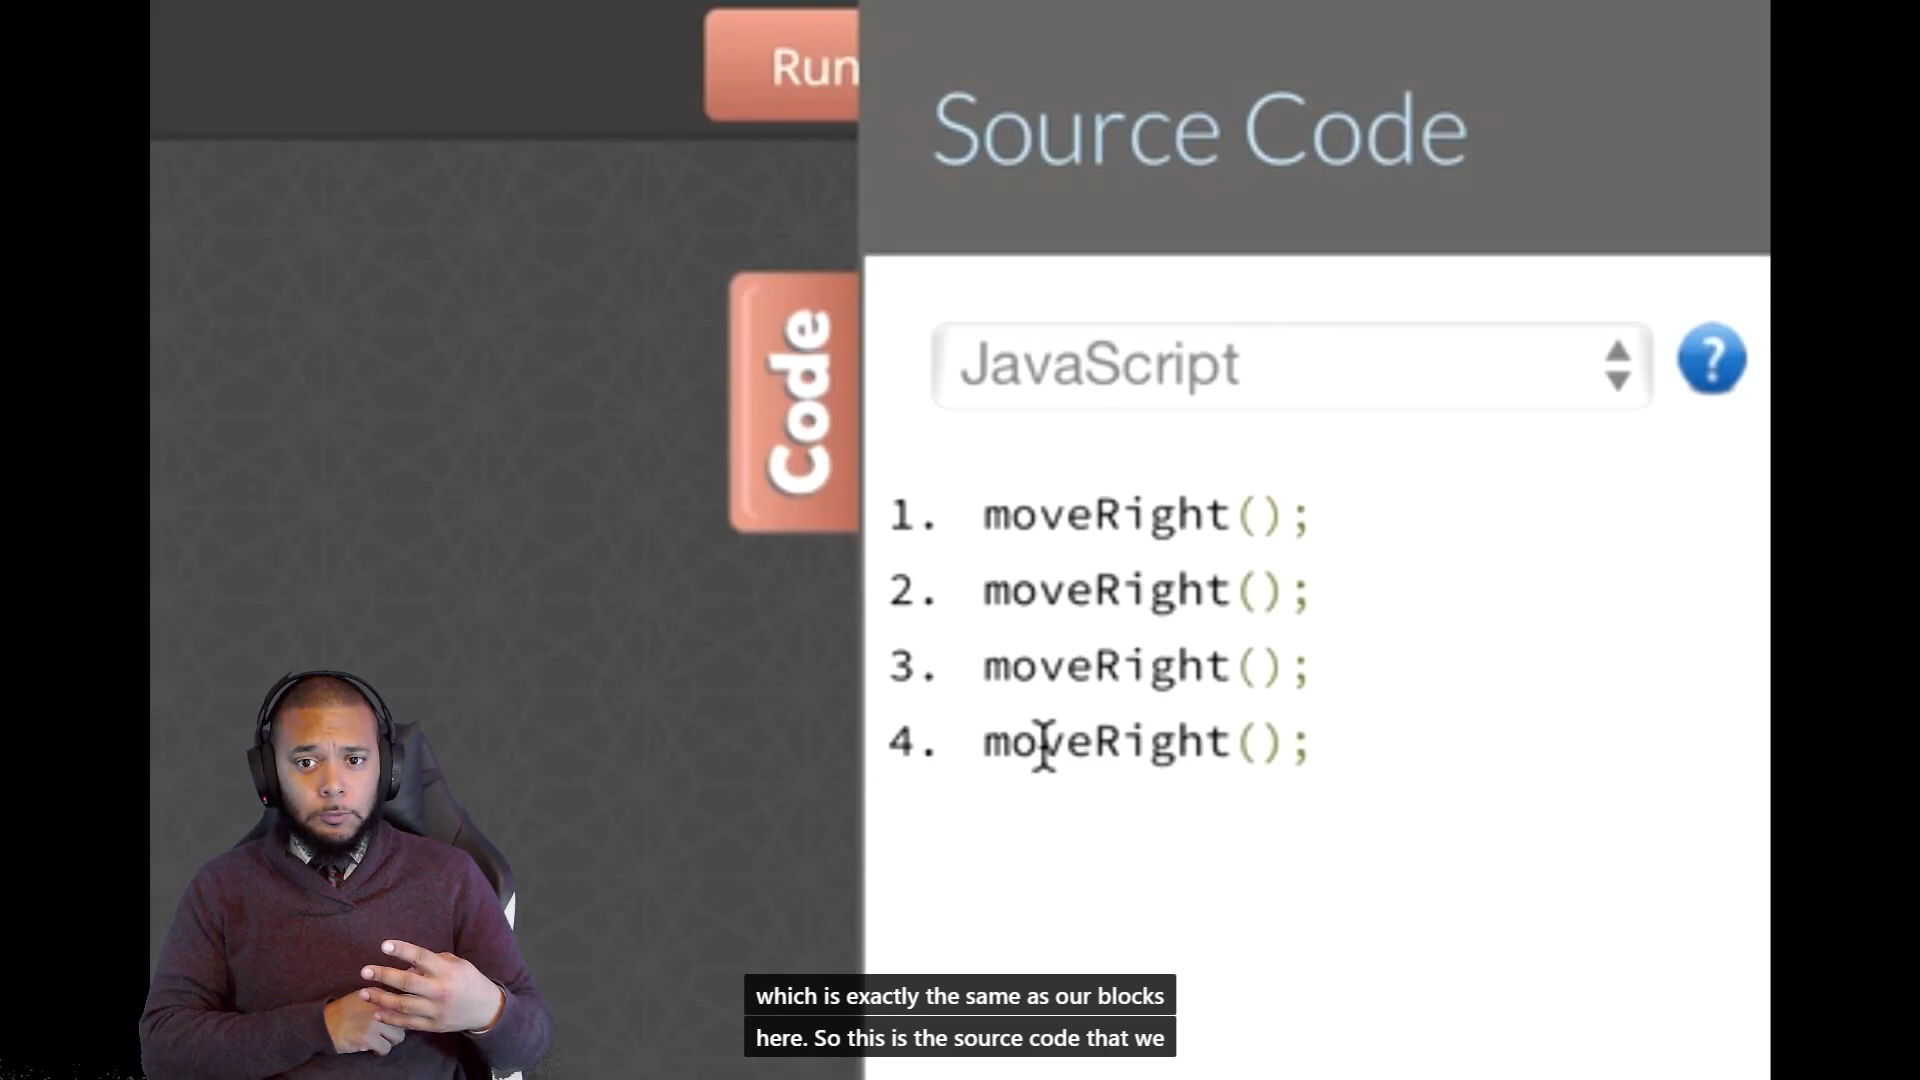 Run
Source Code
Code
JavaScript
?
1. moveRight();
2. moveRight();
3. moveRight();
4. moveRight();
which is exactly the same as our blocks
here. So this is the source code that we